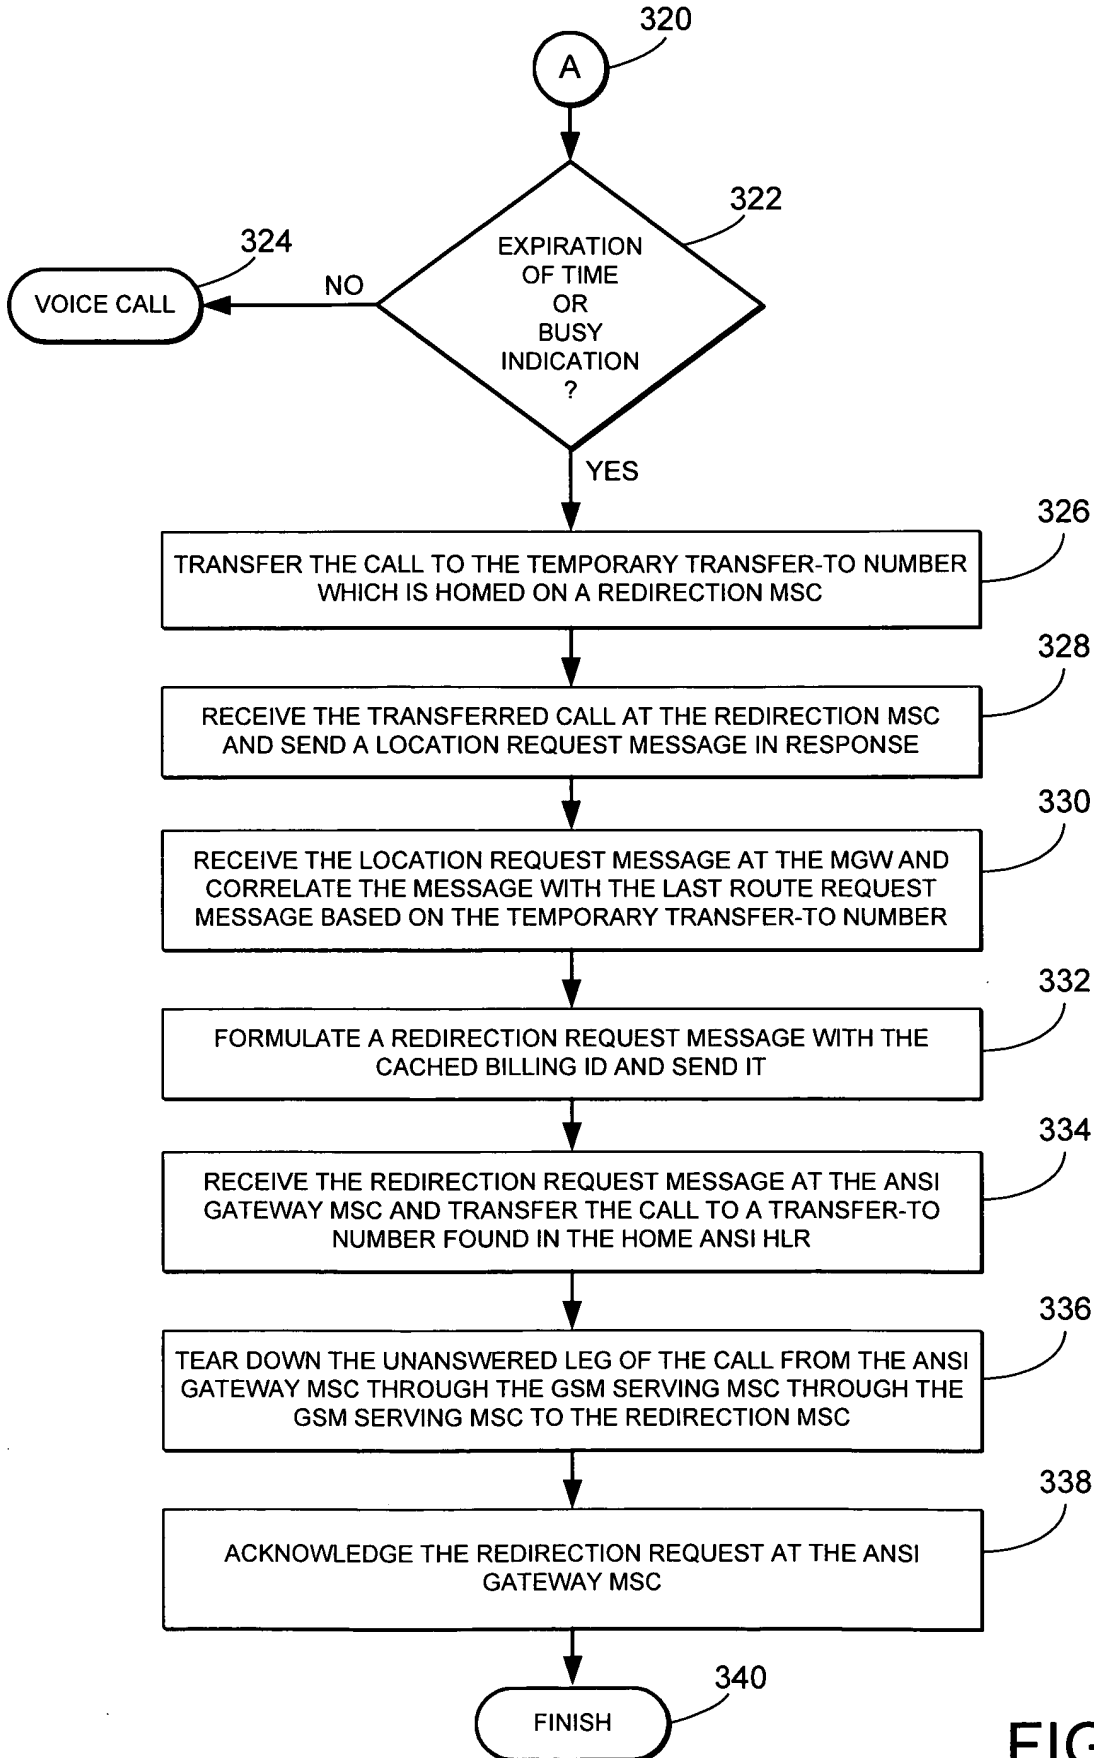 320
A
322
EXPIRATION
OF TIME
OR
BUSY
INDICATION
?
324
NO
VOICE CALL
YES
326
TRANSFER THE CALL TO THE TEMPORARY TRANSFER-TO NUMBER
WHICH IS HOMED ON A REDIRECTION MSC
328
RECEIVE THE TRANSFERRED CALL AT THE REDIRECTION MSC
AND SEND A LOCATION REQUEST MESSAGE IN RESPONSE
330
RECEIVE THE LOCATION REQUEST MESSAGE AT THE MGW AND
CORRELATE THE MESSAGE WITH THE LAST ROUTE REQUEST
MESSAGE BASED ON THE TEMPORARY TRANSFER-TO NUMBER
332
FORMULATE A REDIRECTION REQUEST MESSAGE WITH THE
CACHED BILLING ID AND SEND IT
334
RECEIVE THE REDIRECTION REQUEST MESSAGE AT THE ANSI
GATEWAY MSC AND TRANSFER THE CALL TO A TRANSFER-TO
NUMBER FOUND IN THE HOME ANSI HLR
336
TEAR DOWN THE UNANSWERED LEG OF THE CALL FROM THE ANSI
GATEWAY MSC THROUGH THE GSM SERVING MSC THROUGH THE
GSM SERVING MSC TO THE REDIRECTION MSC
338
ACKNOWLEDGE THE REDIRECTION REQUEST AT THE ANSI
GATEWAY MSC
340
FINISH
FIG